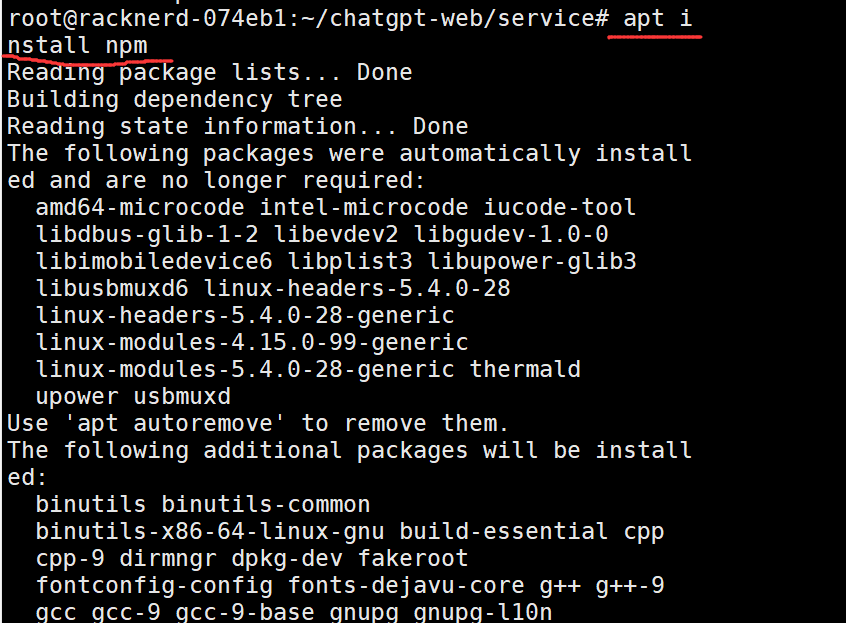 root@racknerd-074eb1:~/chatgpt-web/service# apt i
nstall npm
Reading package lists... Done
Building dependency tree
Reading state information... Done
The following packages were automatically install
ed and are no longer required:
  amd64-microcode intel-microcode iucode-tool
  libdbus-glib-1-2 libevdev2 libgudev-1.0-0
  libimobiledevice6 libplist3 libupower-glib3
  libusbmuxd6 linux-headers-5.4.0-28
  linux-headers-5.4.0-28-generic
  linux-modules-4.15.0-99-generic
  linux-modules-5.4.0-28-generic thermald
  upower usbmuxd
Use 'apt autoremove' to remove them.
The following additional packages will be install
ed:
  binutils binutils-common
  binutils-x86-64-linux-gnu build-essential cpp
  cpp-9 dirmngr dpkg-dev fakeroot
  fontconfig-config fonts-dejavu-core g++ g++-9
  gcc gcc-9 gcc-9-base gnupg gnupg-l10n